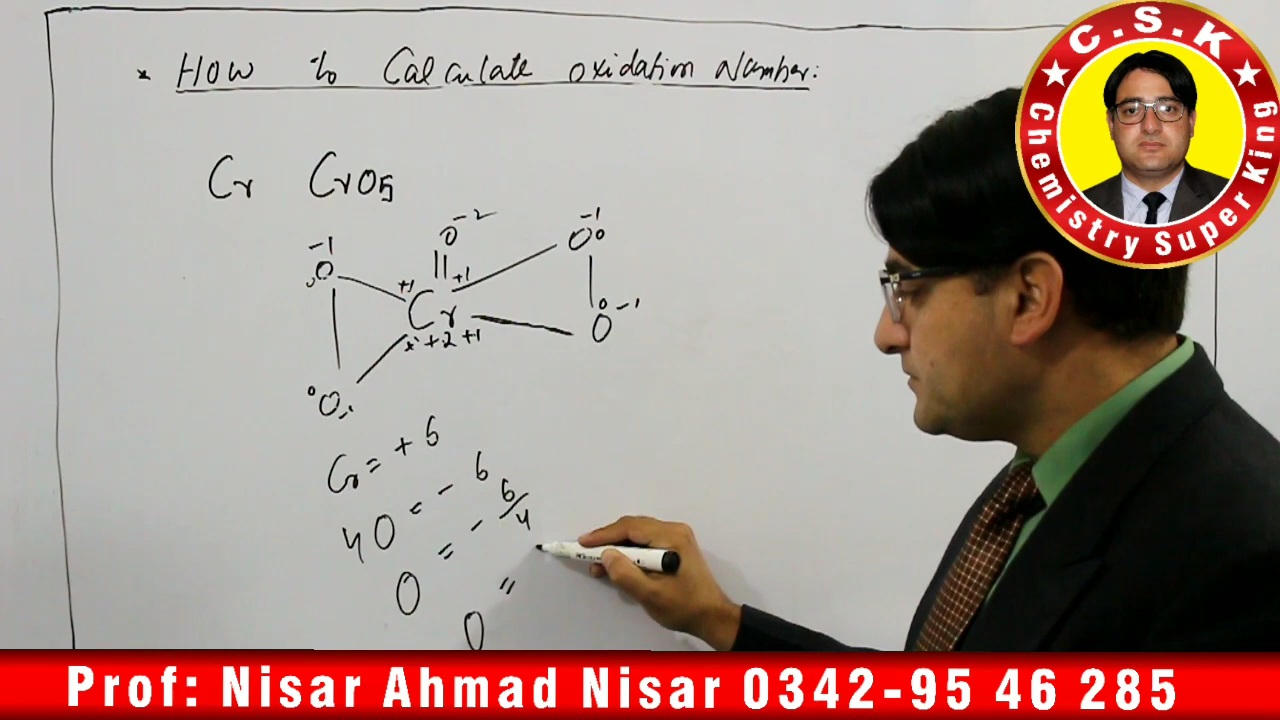 * How to Calculate oxidation Number:
C.S.K
Chemistry Super King
Cr CrO5
-1 O -2 -1
O O
+1 +1
Cr
+2 +1
O -1
O -1
Cr = + 6
4O = - 6
O = - 6/4
O =
Prof: Nisar Ahmad Nisar 0342-95 46 285